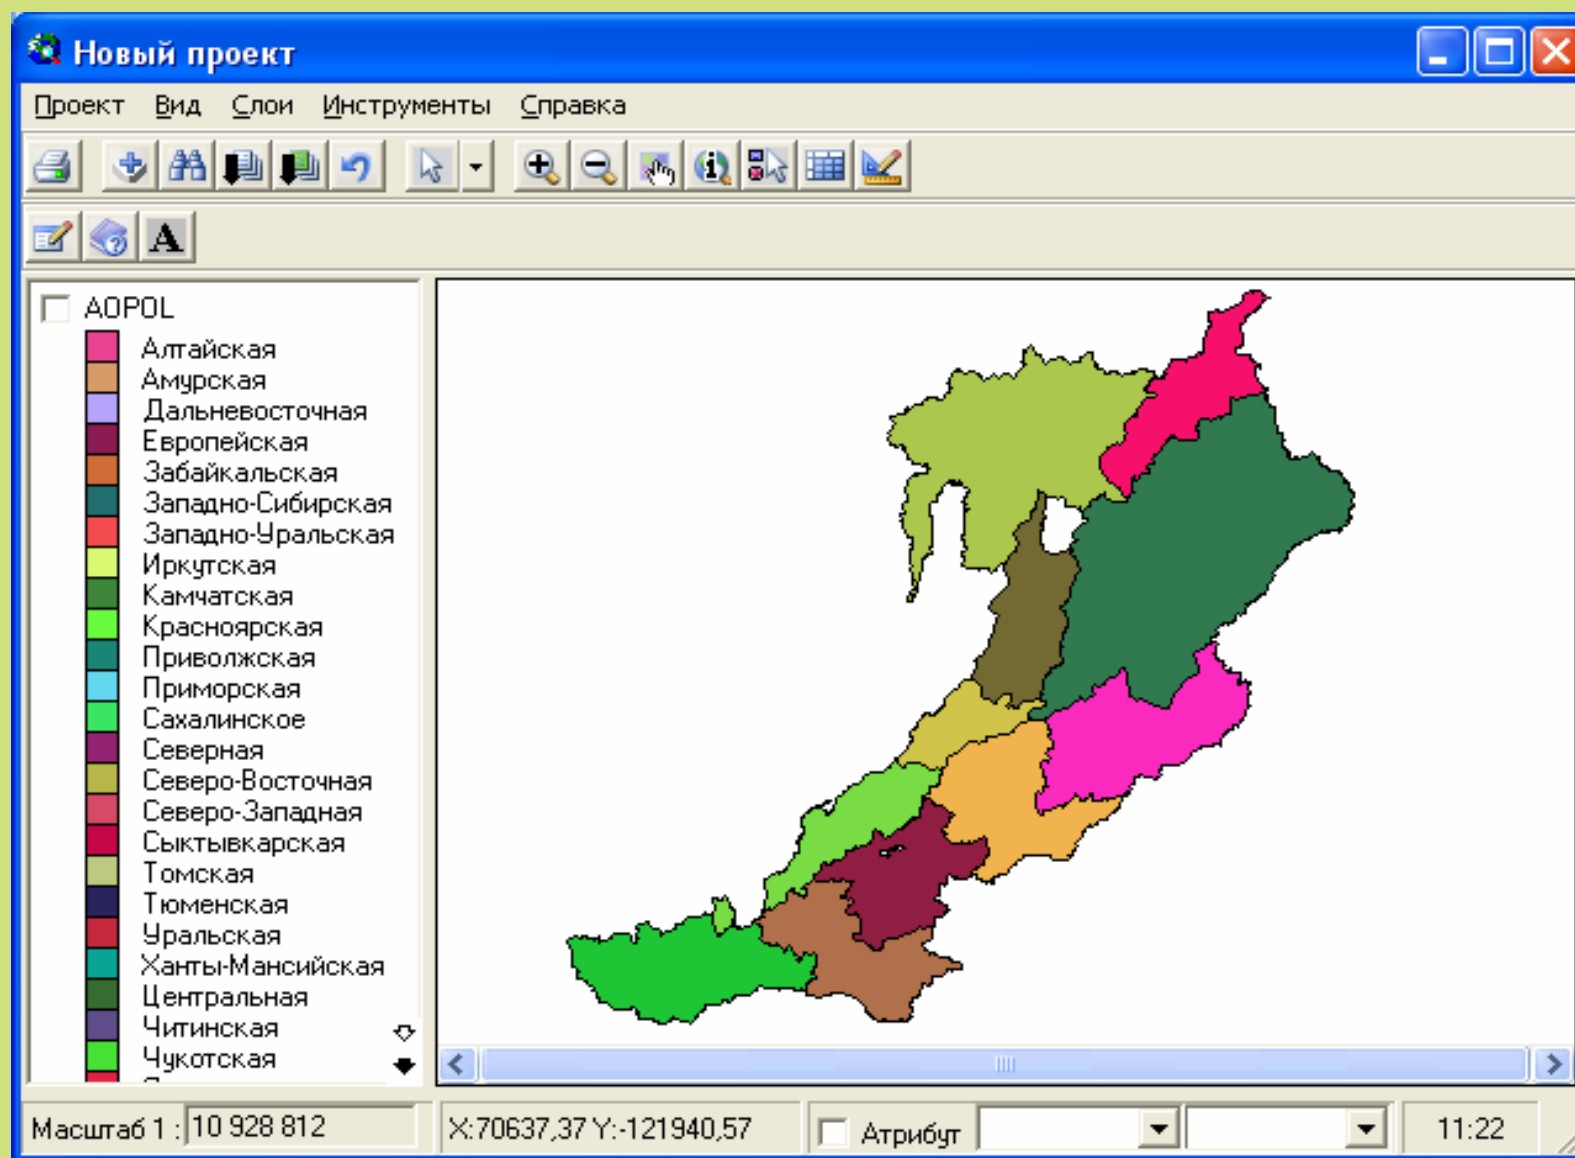 Новый проект
Проект Вид Слои Инструменты Справка
A
AOPOL
Алтайская
Амурская
Дальневосточная
Европейская
Забайкальская
Западно-Сибирская
Западно-Уральская
Иркутская
Камчатская
Красноярская
Приволжская
Приморская
Сахалинское
Северная
Северо-Восточная
Северо-Западная
Сыктывкарская
Томская
Тюменская
Уральская
Ханты-Мансийская
Центральная
Читинская
Чукотская
Масштаб 1 : 10 928 812 X:70637,37 Y:-121940,57 Атрибут 11:22